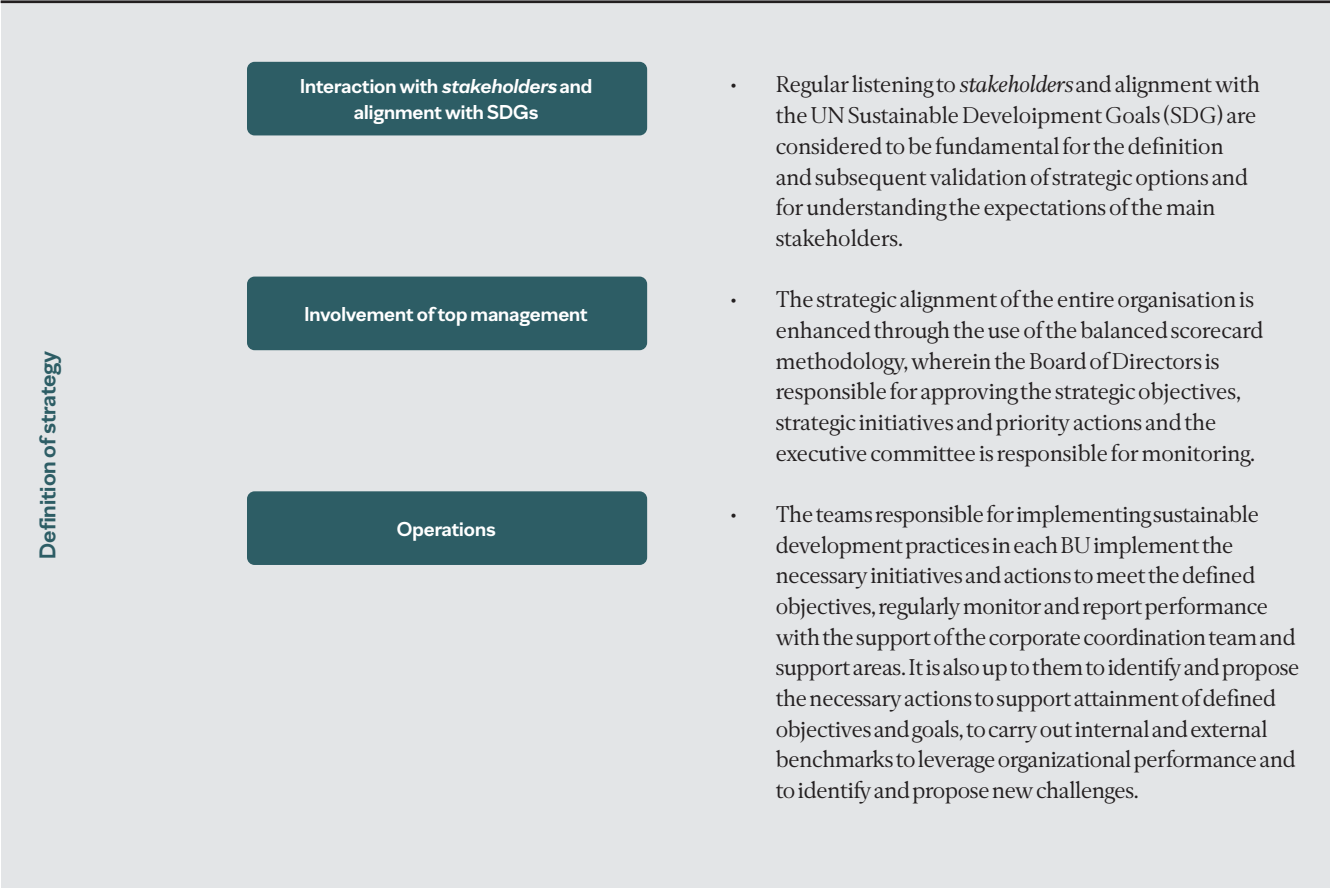 Definition of strategy
Interaction with stakeholders and
alignment with SDGs
• Regular listening to stakeholders and alignment with
the UN Sustainable Develoipment Goals (SDG) are
considered to be fundamental for the definition
and subsequent validation of strategic options and
for understanding the expectations of the main
stakeholders.
Involvement of top management
• The strategic alignment of the entire organisation is
enhanced through the use of the balanced scorecard
methodology, wherein the Board of Directors is
responsible for approving the strategic objectives,
strategic initiatives and priority actions and the
executive committee is responsible for monitoring.
Operations
• The teams responsible for implementing sustainable
development practices in each BU implement the
necessary initiatives and actions to meet the defined
objectives, regularly monitor and report performance
with the support of the corporate coordination team and
support areas. It is also up to them to identify and propose
the necessary actions to support attainment of defined
objectives and goals, to carry out internal and external
benchmarks to leverage organizational performance and
to identify and propose new challenges.